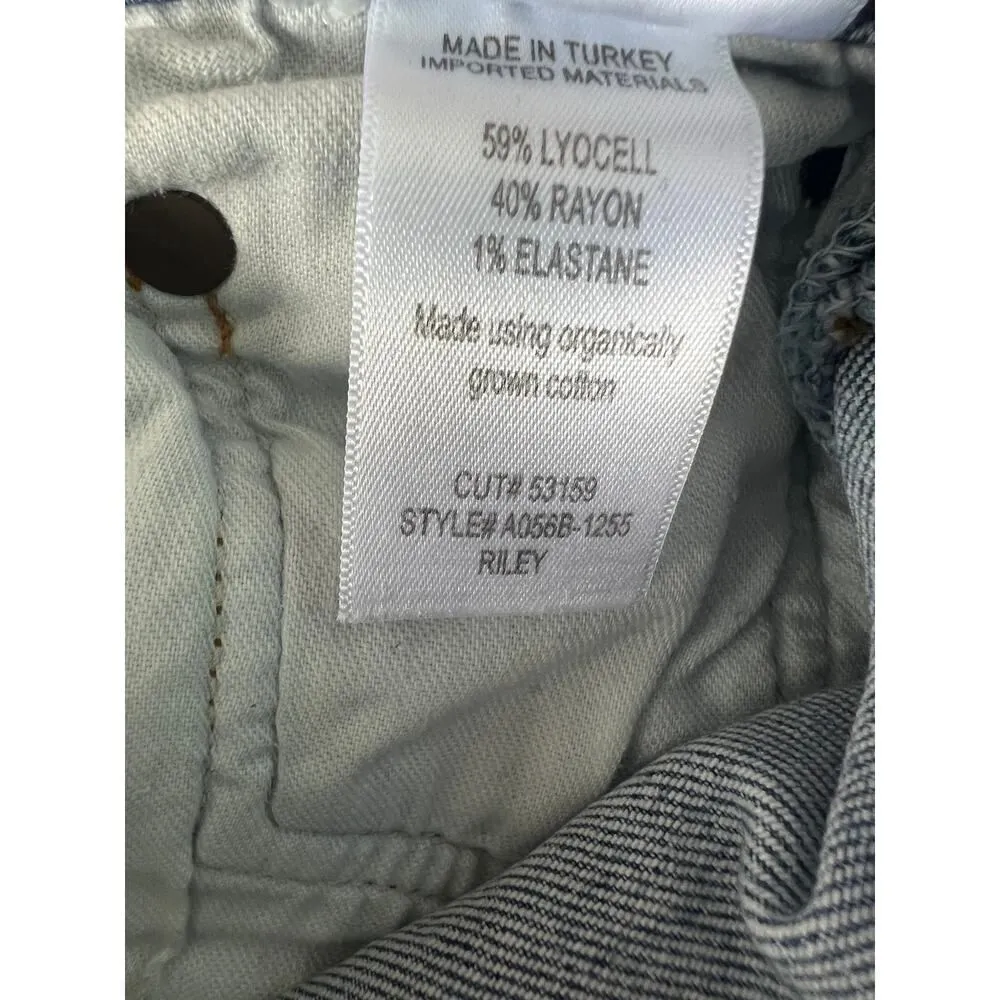 MADE IN TURKEY
IMPORTED MATERIALS
59% LYOCELL
40% RAYON
1% ELASTANE
Made using organically
grown cotton
CUT# 53159
STYLE# A056B-1255
RILEY